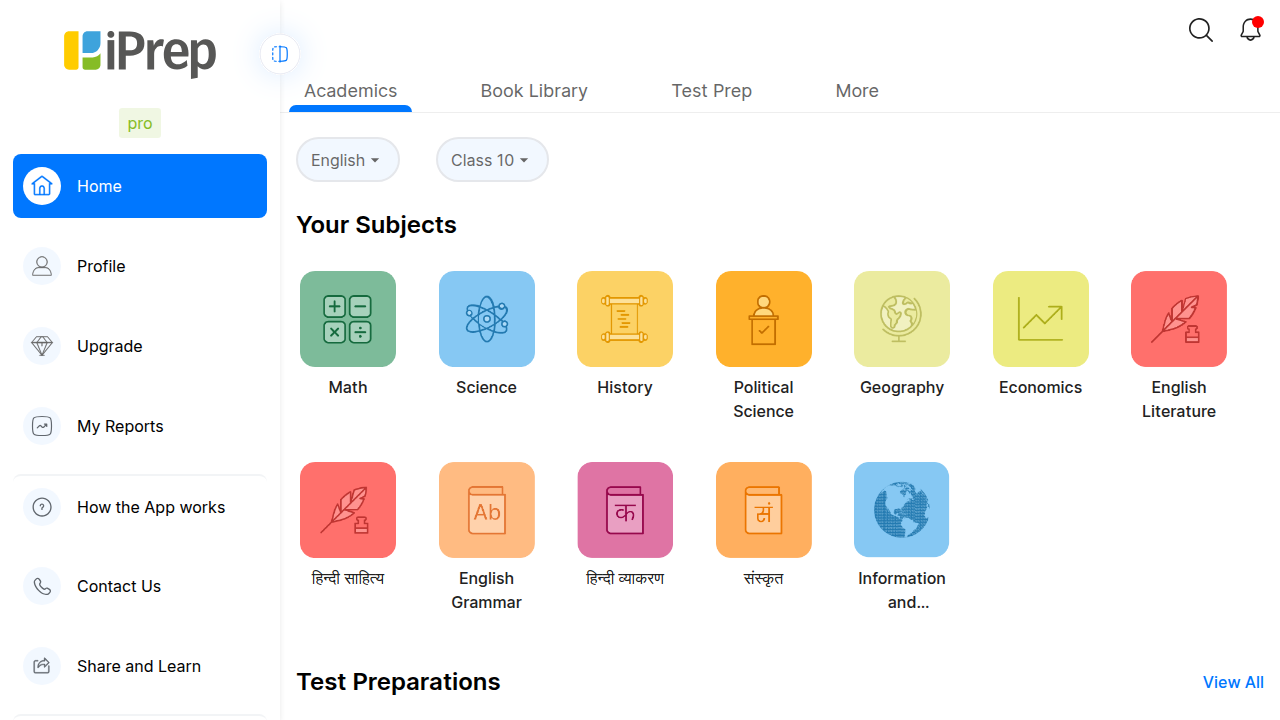 iPrep
pro
Home
Profile
Upgrade
My Reports
How the App works
Contact Us
Share and Learn
Academics
Book Library
Test Prep
More
English
Class 10
Your Subjects
Math
Science
History
Political
Science
Geography
Economics
English
Literature
हिन्दी साहित्य
Ab
English
Grammar
क
हिन्दी व्याकरण
सं
संस्कृत
Information
and...
Test Preparations
View All